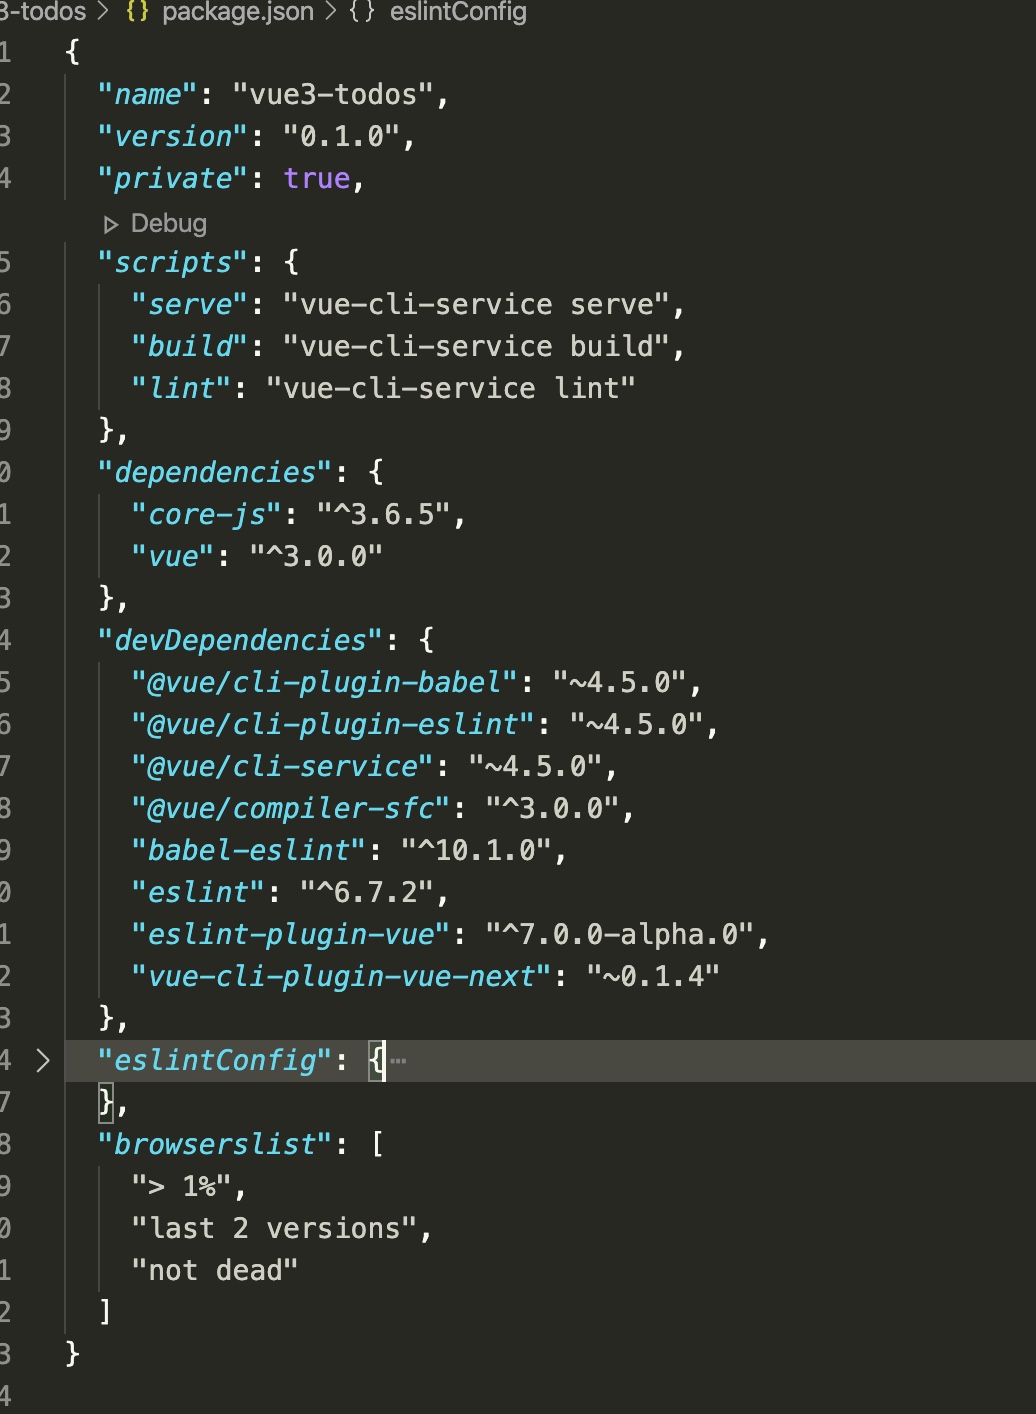 3-todos > {} package.json > {} eslintConfig
1 {
2 "name": "vue3-todos",
3 "version": "0.1.0",
4 "private": true,
Debug
5 "scripts": {
6 "serve": "vue-cli-service serve",
7 "build": "vue-cli-service build",
8 "lint": "vue-cli-service lint"
9 },
0 "dependencies": {
1 "core-js": "^3.6.5",
2 "vue": "^3.0.0"
3 },
4 "devDependencies": {
5 "@vue/cli-plugin-babel": "~4.5.0",
6 "@vue/cli-plugin-eslint": "~4.5.0",
7 "@vue/cli-service": "~4.5.0",
8 "@vue/compiler-sfc": "^3.0.0",
9 "babel-eslint": "^10.1.0",
0 "eslint": "^6.7.2",
1 "eslint-plugin-vue": "^7.0.0-alpha.0",
2 "vue-cli-plugin-vue-next": "~0.1.4"
3 },
4 > "eslintConfig": {…
7 },
8 "browserslist": [
9 "> 1%",
0 "last 2 versions",
1 "not dead"
2 ]
3 }
4